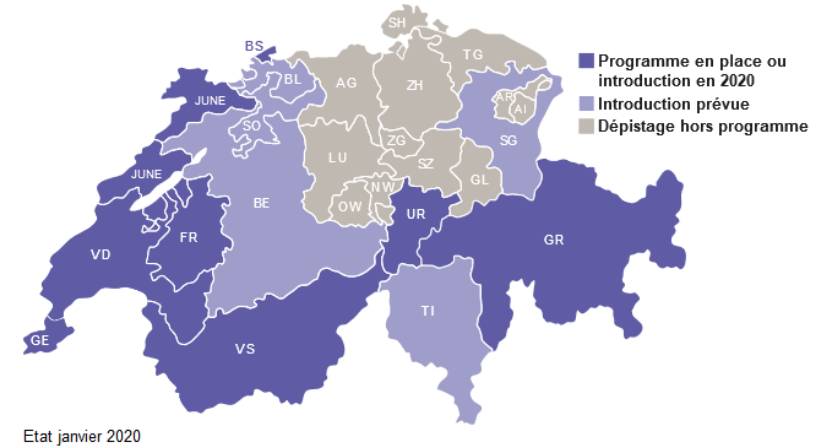 SH
BS
TG
BL
AG
ZH
JUNE
AR
AI
SO
SG
ZG
LU
SZ
JUNE
NW
GL
OW
BE
UR
FR
GR
VD
TI
GE
VS
Programme en place ou
introduction en 2020
Introduction prévue
Dépistage hors programme
Etat janvier 2020